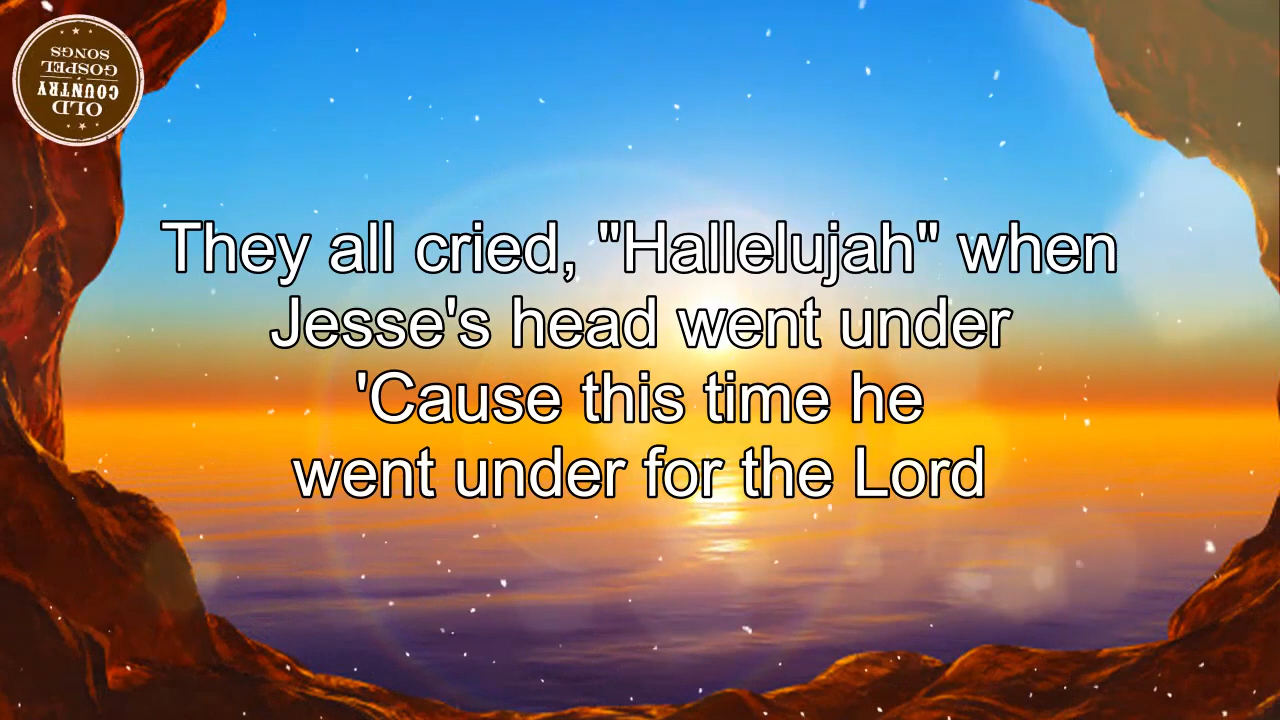 OLD
COUNTRY
GOSPEL
SONGS
They all cried, "Hallelujah" when
Jesse's head went under
'Cause this time he
went under for the Lord